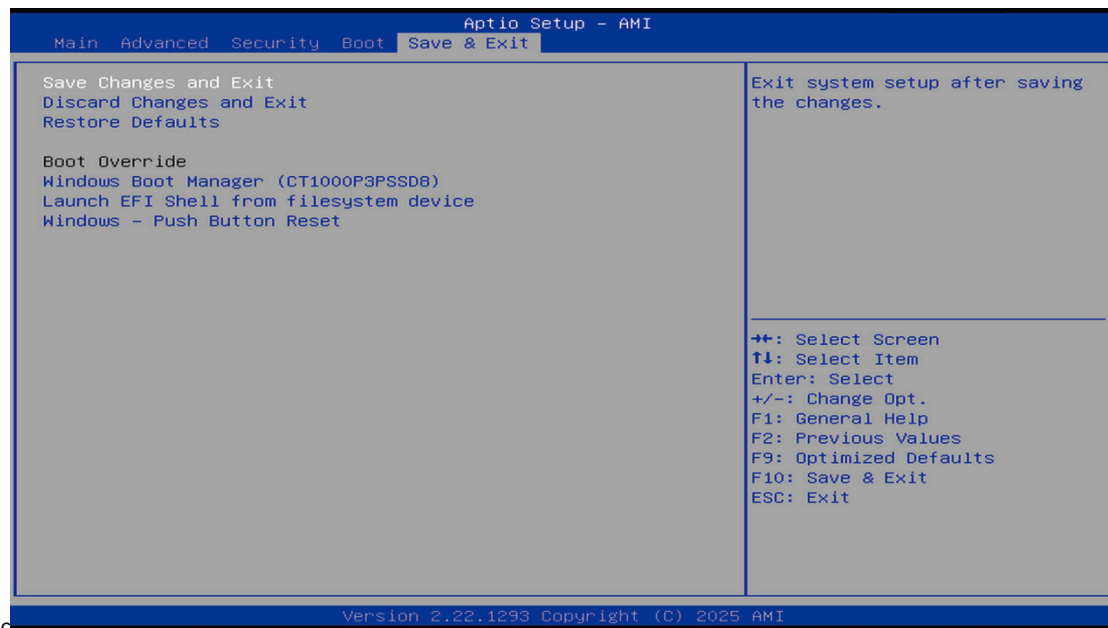 Aptio Setup – AMI
Main Advanced Security Boot Save & Exit
Save Changes and Exit
Discard Changes and Exit
Restore Defaults
Boot Override
Windows Boot Manager (CT1000P3PSSD8)
Launch EFI Shell from filesystem device
Windows – Push Button Reset
Exit system setup after saving
the changes.
→←: Select Screen
↑↓: Select Item
Enter: Select
+/-: Change Opt.
F1: General Help
F2: Previous Values
F9: Optimized Defaults
F10: Save & Exit
ESC: Exit
Version 2.22.1293 Copyright (C) 2025 AMI